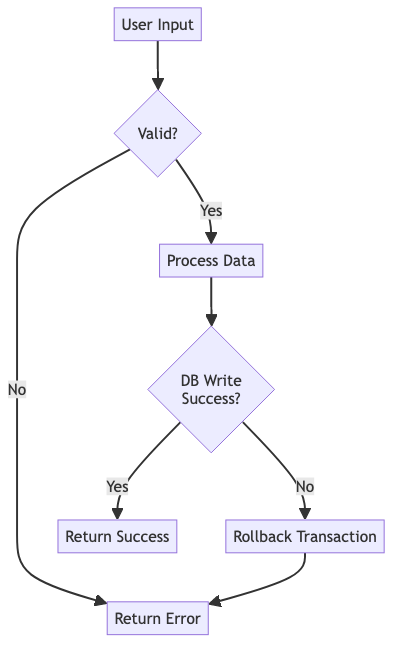 User Input
Valid?
Yes
Process Data
No
DB Write
Success?
Yes
No
Return Success
Rollback Transaction
Return Error